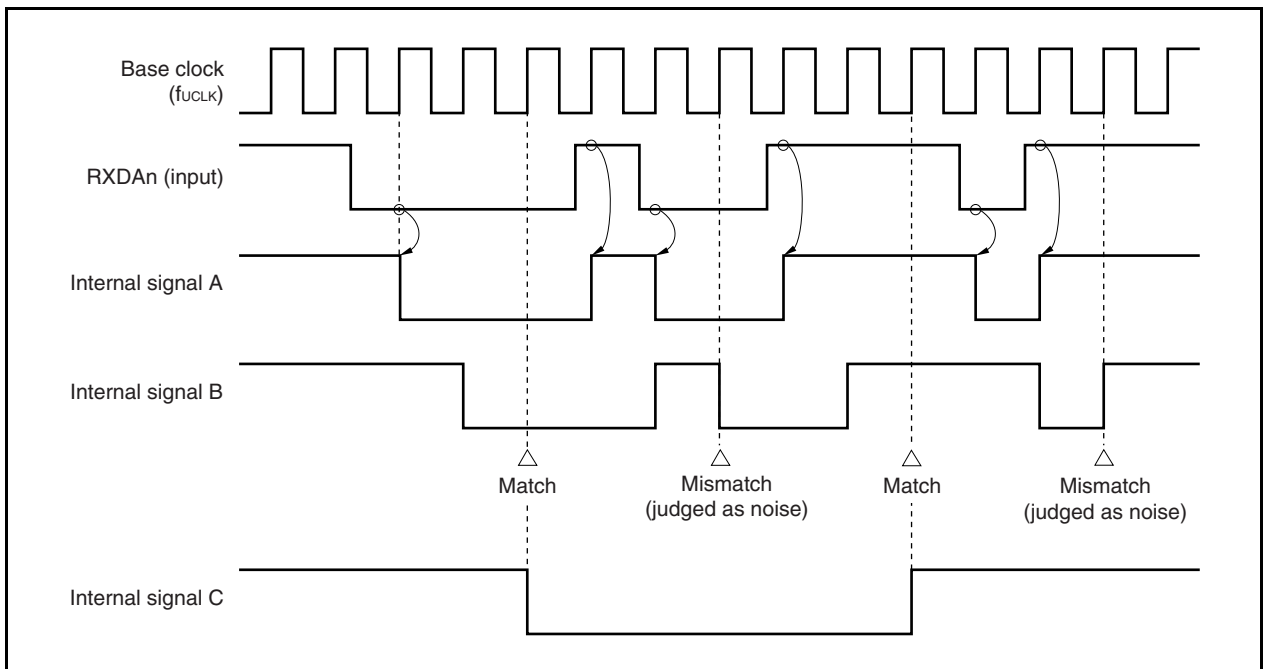 Base clock
(fUCLK)
RXDAn (input)
Internal signal A
Internal signal B
Match
Mismatch
(judged as noise)
Match
Mismatch
(judged as noise)
Internal signal C